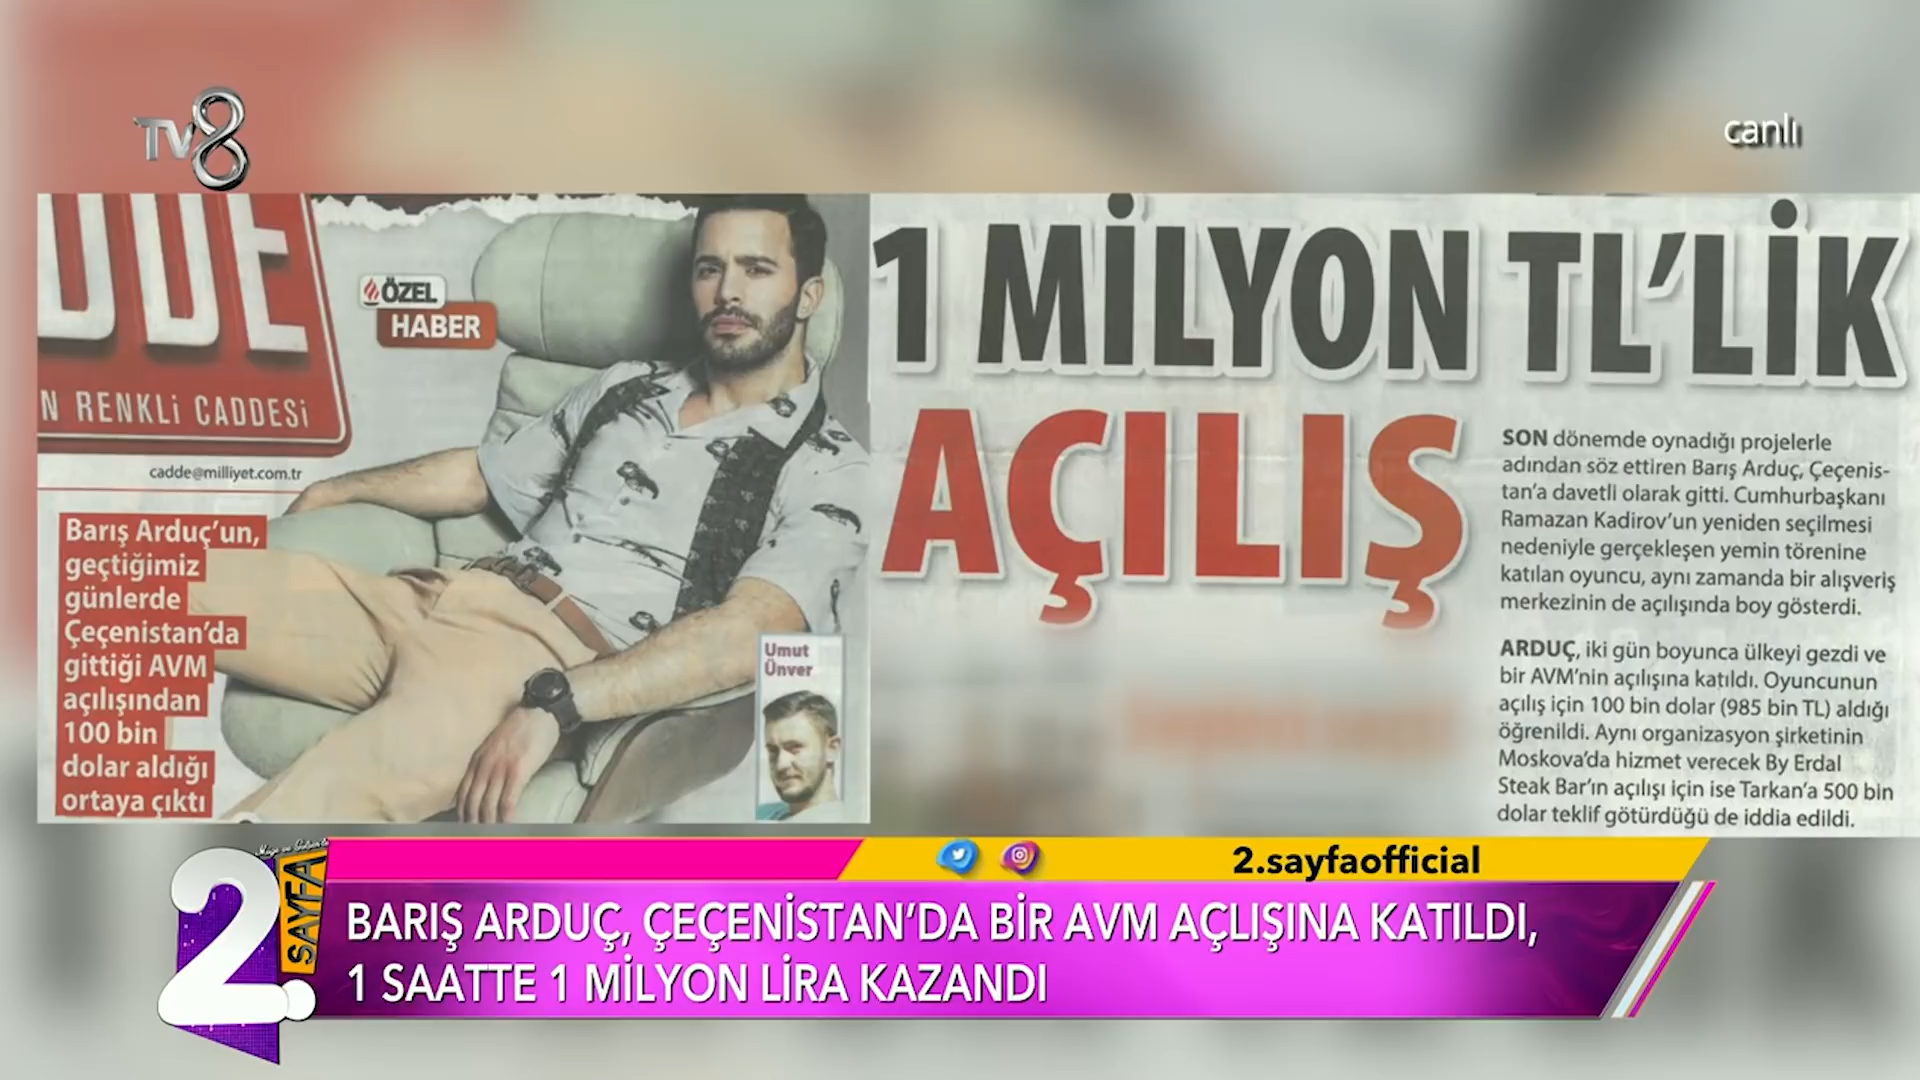 TV8
canlı
DDE
N RENKLİ CADDESİ
cadde@milliyet.com.tr
ÖZEL
HABER
Barış Arduç'un,
geçtiğimiz
günlerde
Çeçenistan'da
gittiği AVM
açılışından
100 bin
dolar aldığı
ortaya çıktı
Umut
Ünver
1 MİLYON TL'LİK
AÇILIŞ
SON dönemde oynadığı projelerle
adından söz ettiren Barış Arduç, Çeçenis-
tan'a davetli olarak gitti. Cumhurbaşkanı
Ramazan Kadirov'un yeniden seçilmesi
nedeniyle gerçekleşen yemin törenine
katılan oyuncu, aynı zamanda bir alışveriş
merkezinin de açılışında boy gösterdi.
ARDUÇ, iki gün boyunca ülkeyi gezdi ve
bir AVM'nin açılışına katıldı. Oyuncunun
açılış için 100 bin dolar (985 bin TL) aldığı
öğrenildi. Aynı organizasyon şirketinin
Moskova'da hizmet verecek By Erdal
Steak Bar'ın açılışı için ise Tarkan'a 500 bin
dolar teklif götürdüğü de iddia edildi.
2.SAYFA
2.sayfaofficial
BARIŞ ARDUÇ, ÇEÇENİSTAN'DA BİR AVM AÇLIŞINA KATILDI,
1 SAATTE 1 MİLYON LİRA KAZANDI